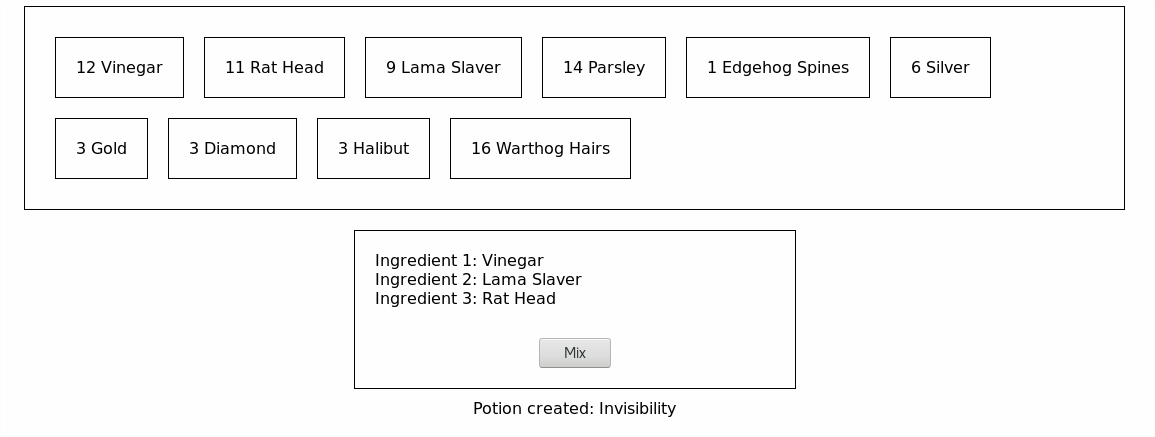 12 Vinegar
11 Rat Head
9 Lama Slaver
14 Parsley
1 Edgehog Spines
6 Silver
3 Gold
3 Diamond
3 Halibut
16 Warthog Hairs
Ingredient 1: Vinegar
Ingredient 2: Lama Slaver
Ingredient 3: Rat Head
Mix
Potion created: Invisibility